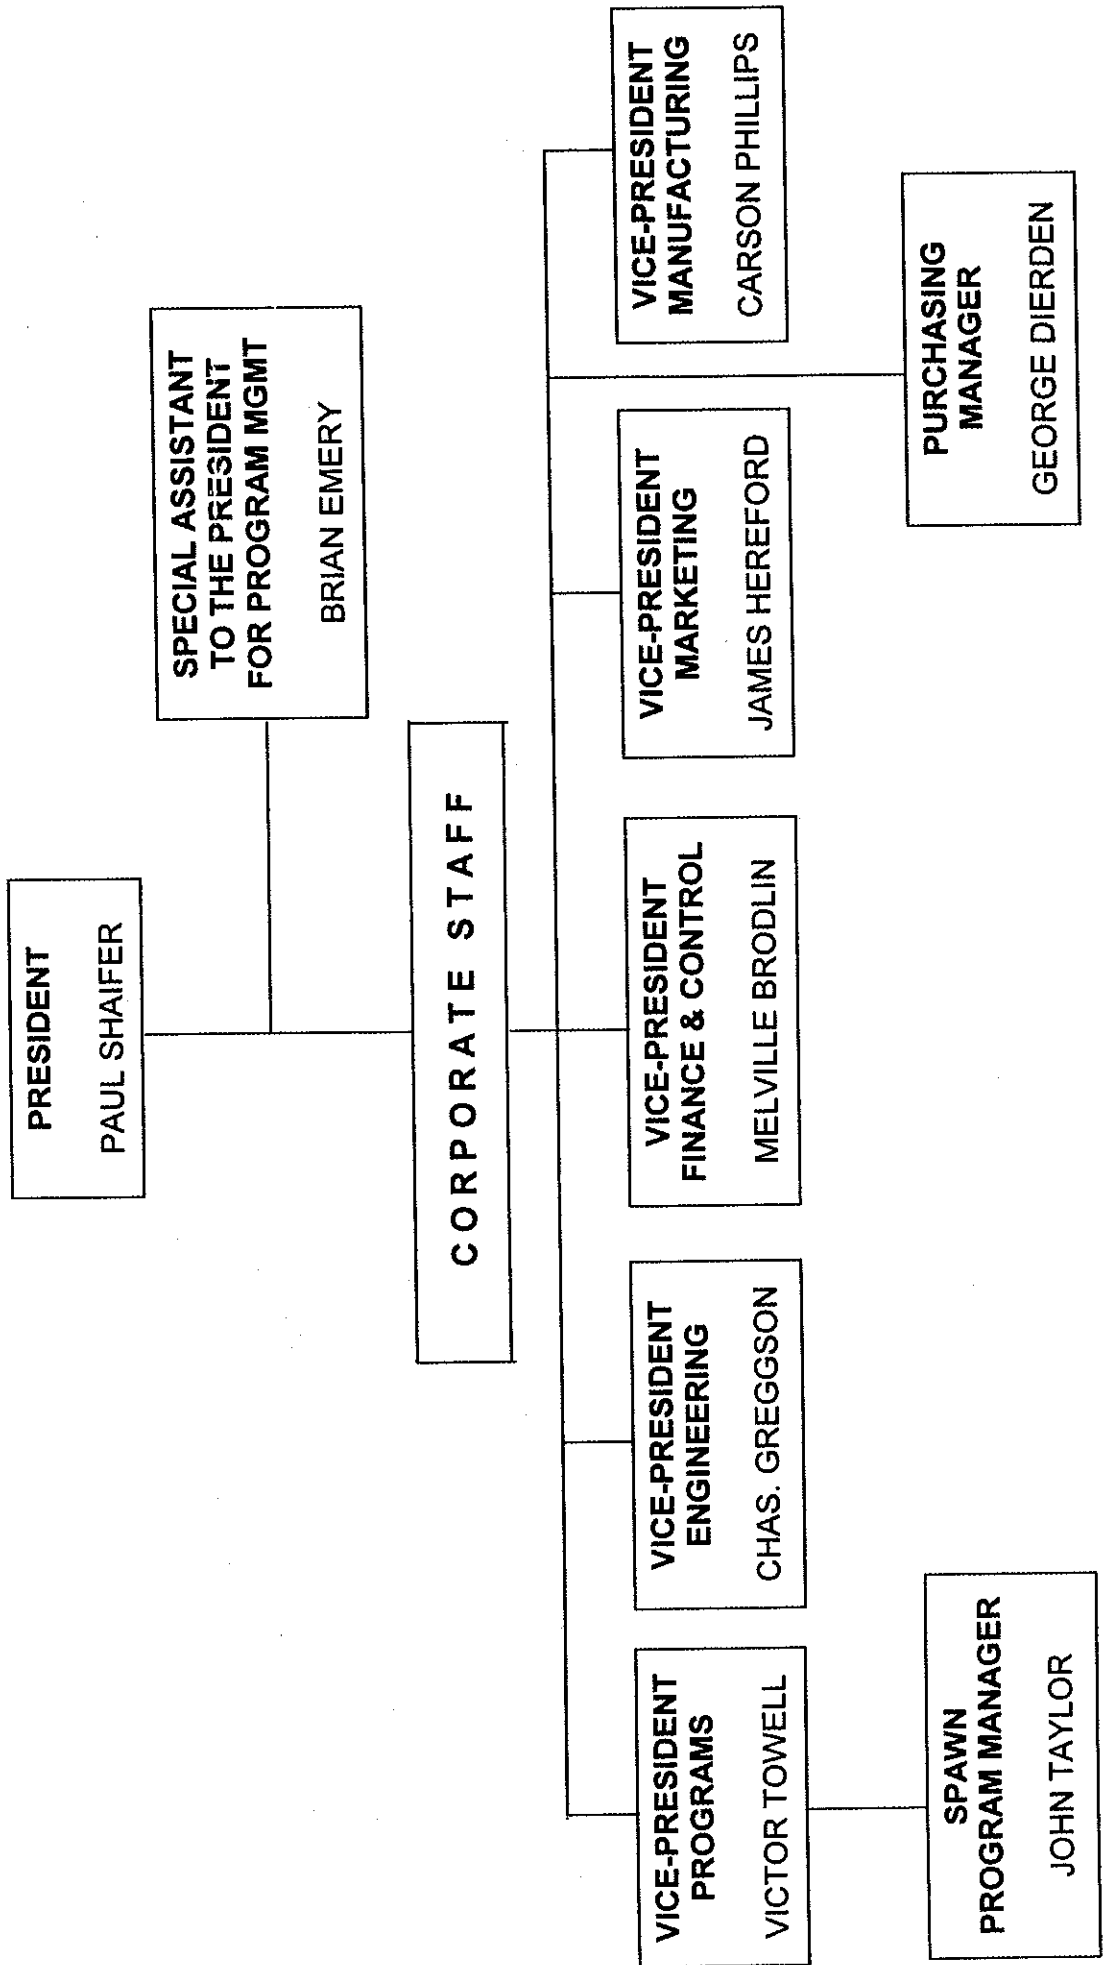 PRESIDENT
PAUL SHAIFER
SPECIAL ASSISTANT
TO THE PRESIDENT
FOR PROGRAM MGMT
BRIAN EMERY
CORPORATE STAFF
VICE-PRESIDENT
PROGRAMS
VICTOR TOWELL
VICE-PRESIDENT
ENGINEERING
CHAS. GREGGSON
VICE-PRESIDENT
FINANCE & CONTROL
MELVILLE BRODLIN
VICE-PRESIDENT
MARKETING
JAMES HEREFORD
VICE-PRESIDENT
MANUFACTURING
CARSON PHILLIPS
SPAWN
PROGRAM MANAGER
JOHN TAYLOR
PURCHASING
MANAGER
GEORGE DIERDEN